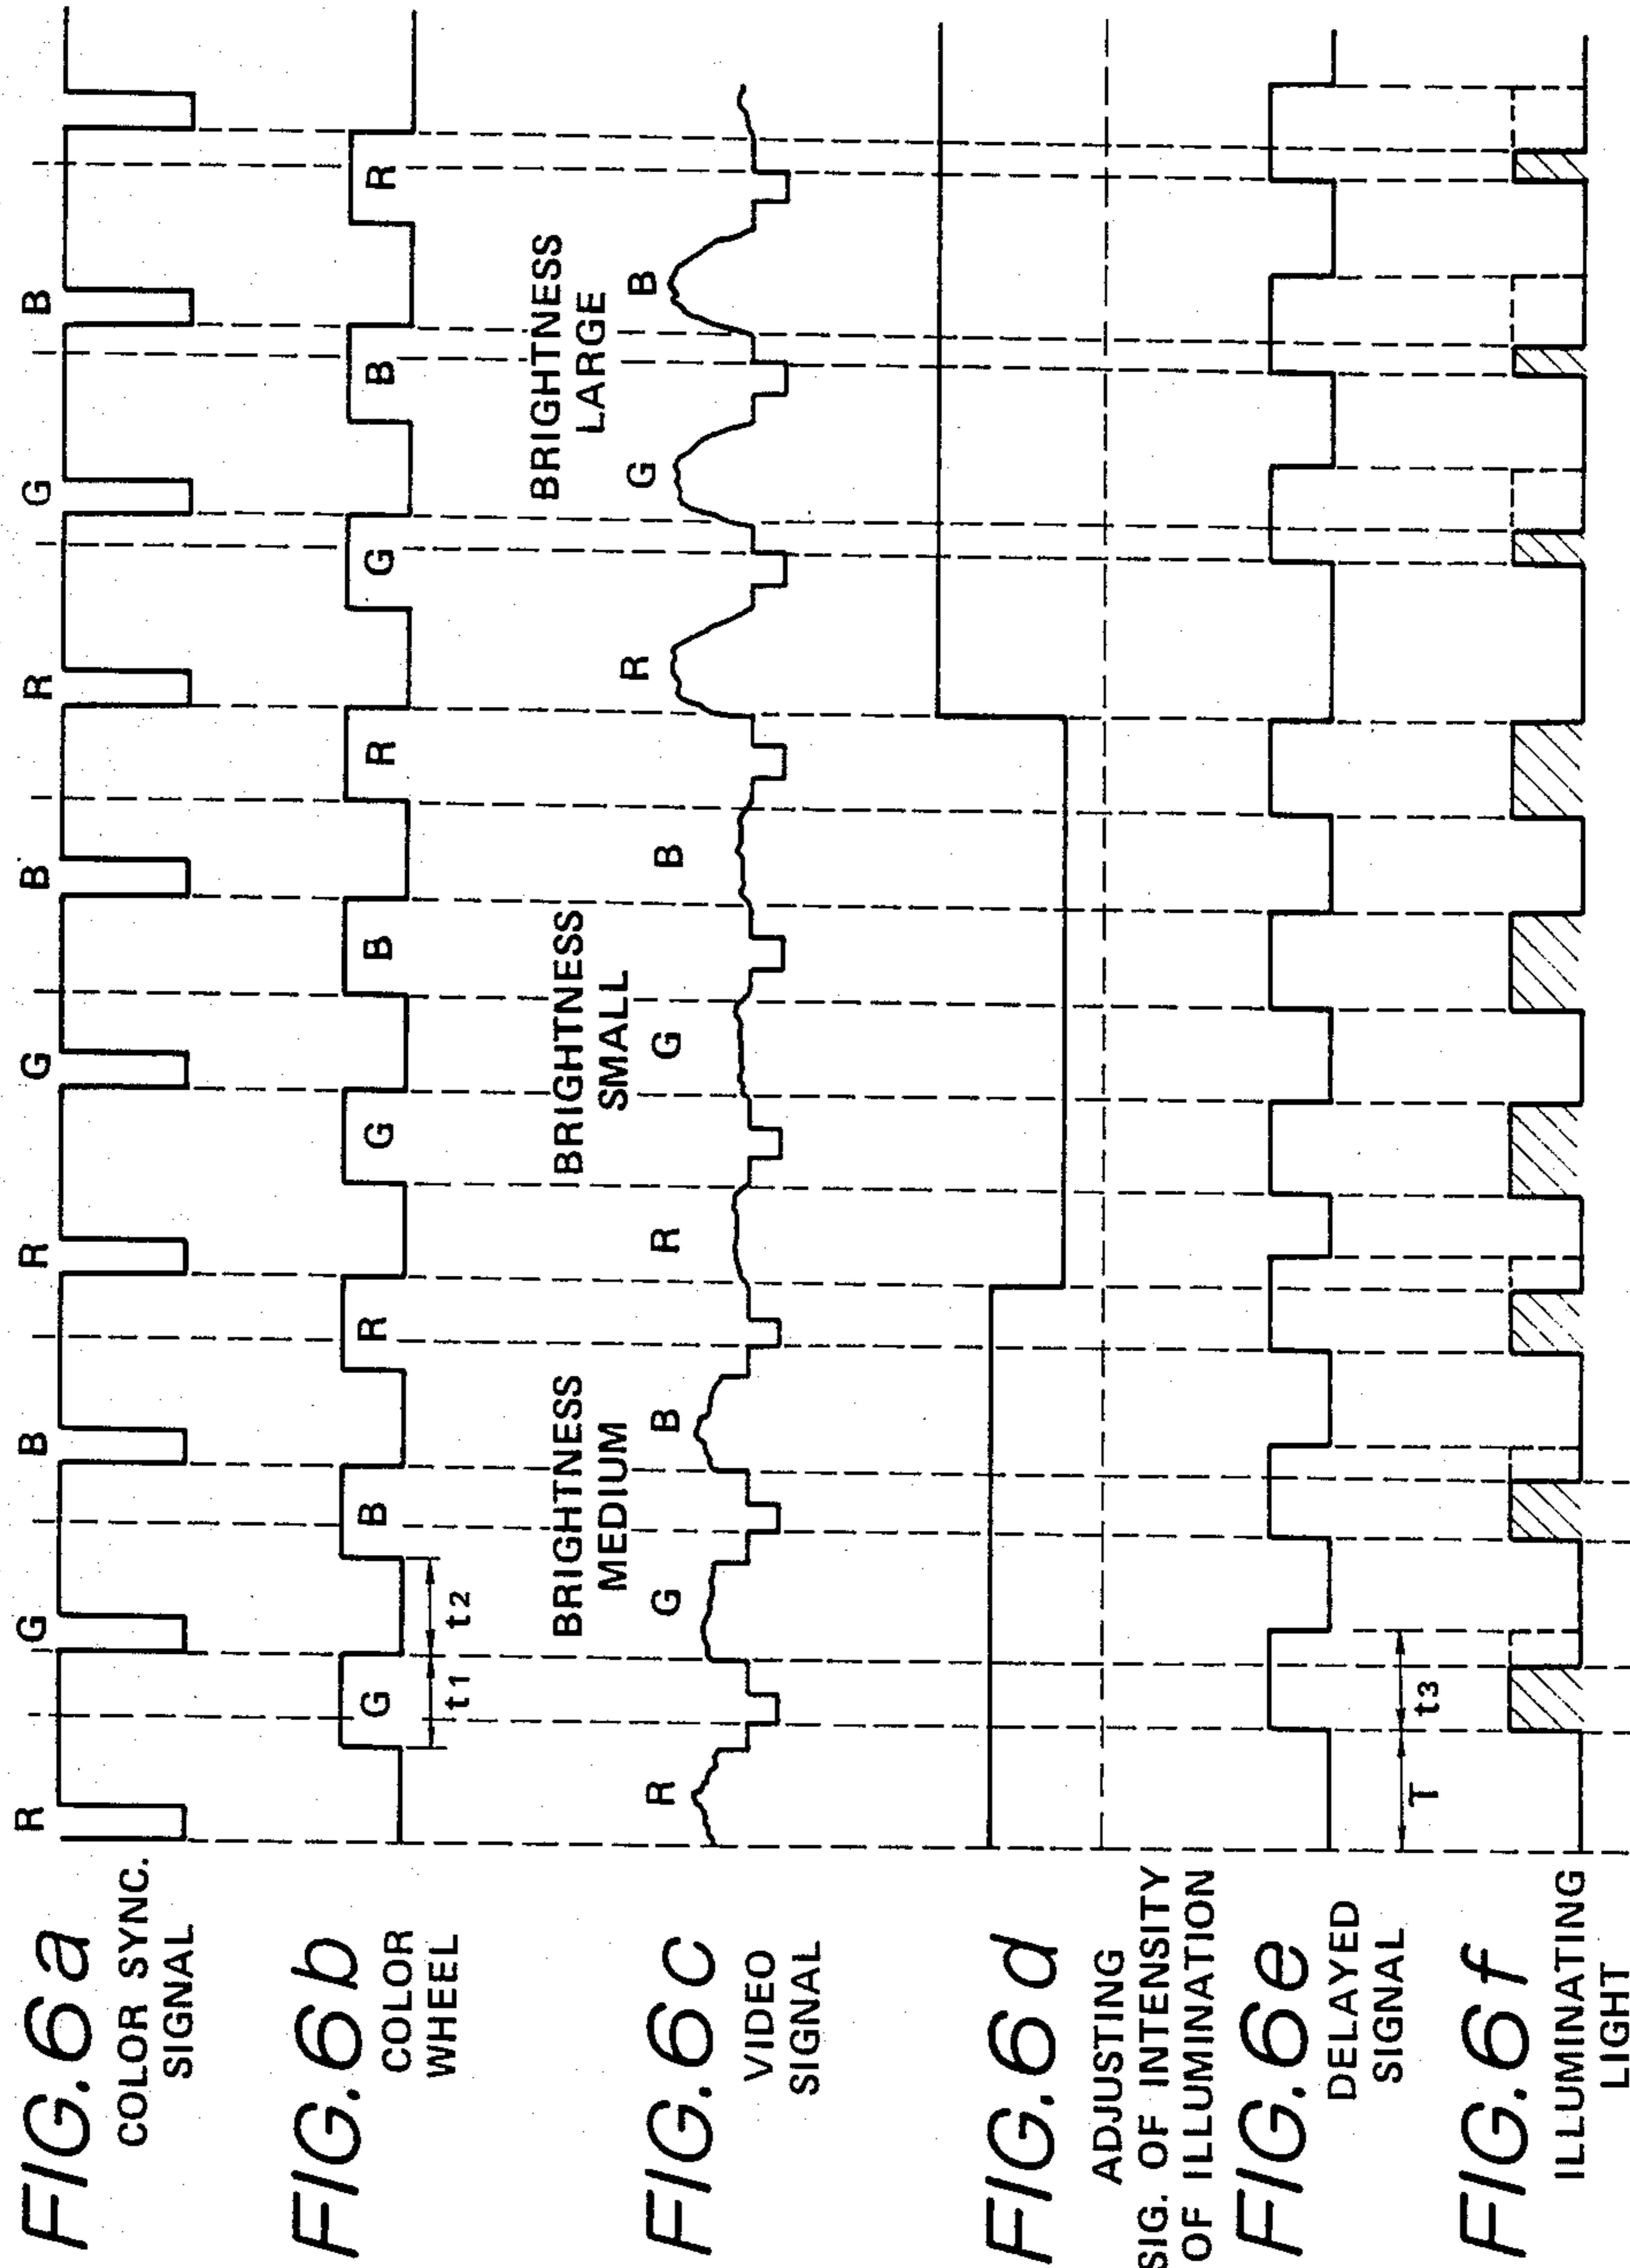 FIG.6a
COLOR SYNC.
SIGNAL
R G B R G B R G B
FIG.6b
COLOR
WHEEL
G B R G B R G B R
t1 t2
BRIGHTNESS
MEDIUM
BRIGHTNESS
SMALL
BRIGHTNESS
LARGE
FIG.6c
VIDEO
SIGNAL
R G B R G B R G B
FIG.6d
ADJUSTING
SIG. OF INTENSITY
OF ILLUMINATION
FIG.6e
DELAYED
SIGNAL
T t3
FIG.6f
ILLUMINATING
LIGHT